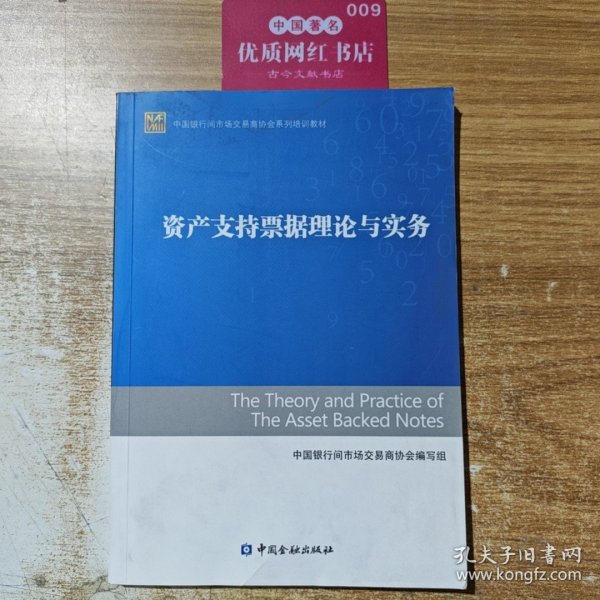 009
中国著名
优质网红书店
古今文献书店
NAFMII
中国银行间市场交易商协会系列培训教材
资产支持票据理论与实务
The Theory and Practice of
The Asset Backed Notes
中国银行间市场交易商协会编写组
中国金融出版社
孔夫子旧书网
www.kongfz.com